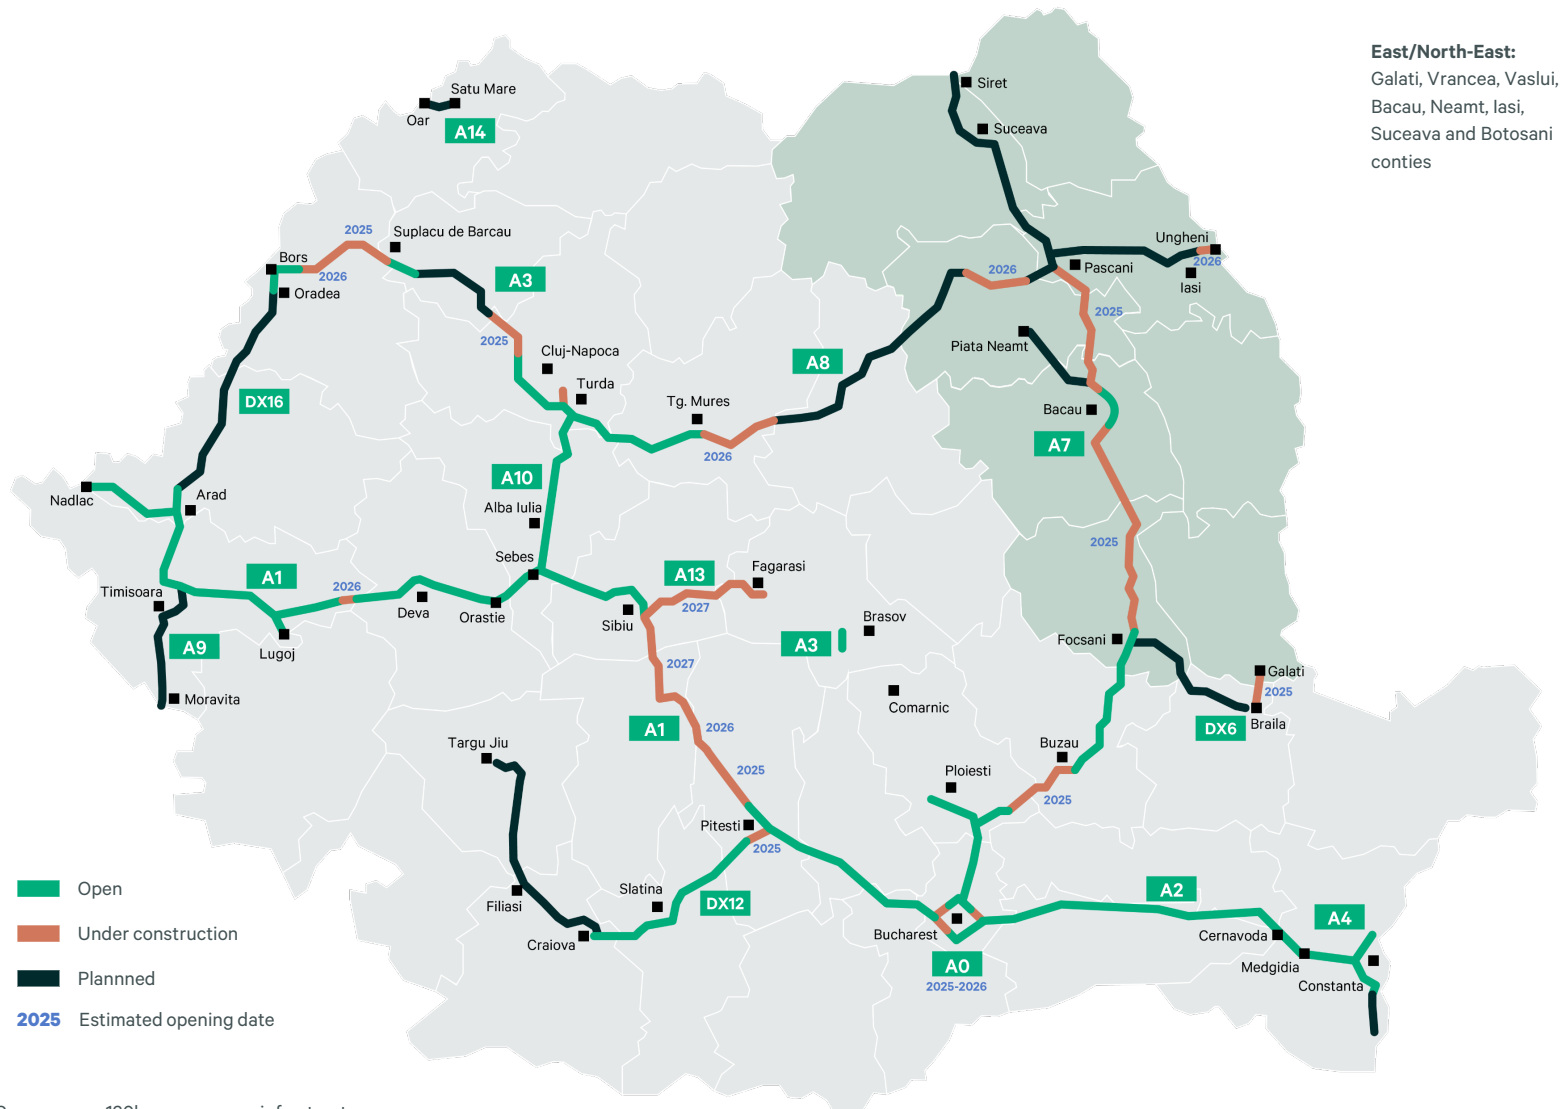 East/North-East:
Galati, Vrancea, Vaslui,
Bacau, Neamt, Iasi,
Suceava and Botosani
conties
Siret
Suceava
Satu Mare
Oar
A14
2025
Suplacu de Barcau
Bors
2026
Oradea
A3
Ungheni
2026
Iasi
Pascani
2026
2025
Piata Neamt
2025
Cluj-Napoca
Turda
A8
DX16
Tg. Mures
2026
Bacau
A7
A10
Nadlac
Arad
Alba Iulia
2025
Sebes
A1
2026
Timisoara
Deva
Orastie
Sibiu
A13
2027
Fagarasi
Brasov
A3
Focsani
A9
Lugoj
2027
Moravita
Galati
2025
Comarnic
A1
2026
DX6
Braila
Targu Jiu
Buzau
2025
Ploiesti
2025
Pitesti
2025
Slatina
DX12
Filiasi
Craiova
A2
A4
Bucharest
Cernavoda
Medgidia
Constanta
A0
2025-2026
Open
Under construction
Plannned
2025 Estimated opening date